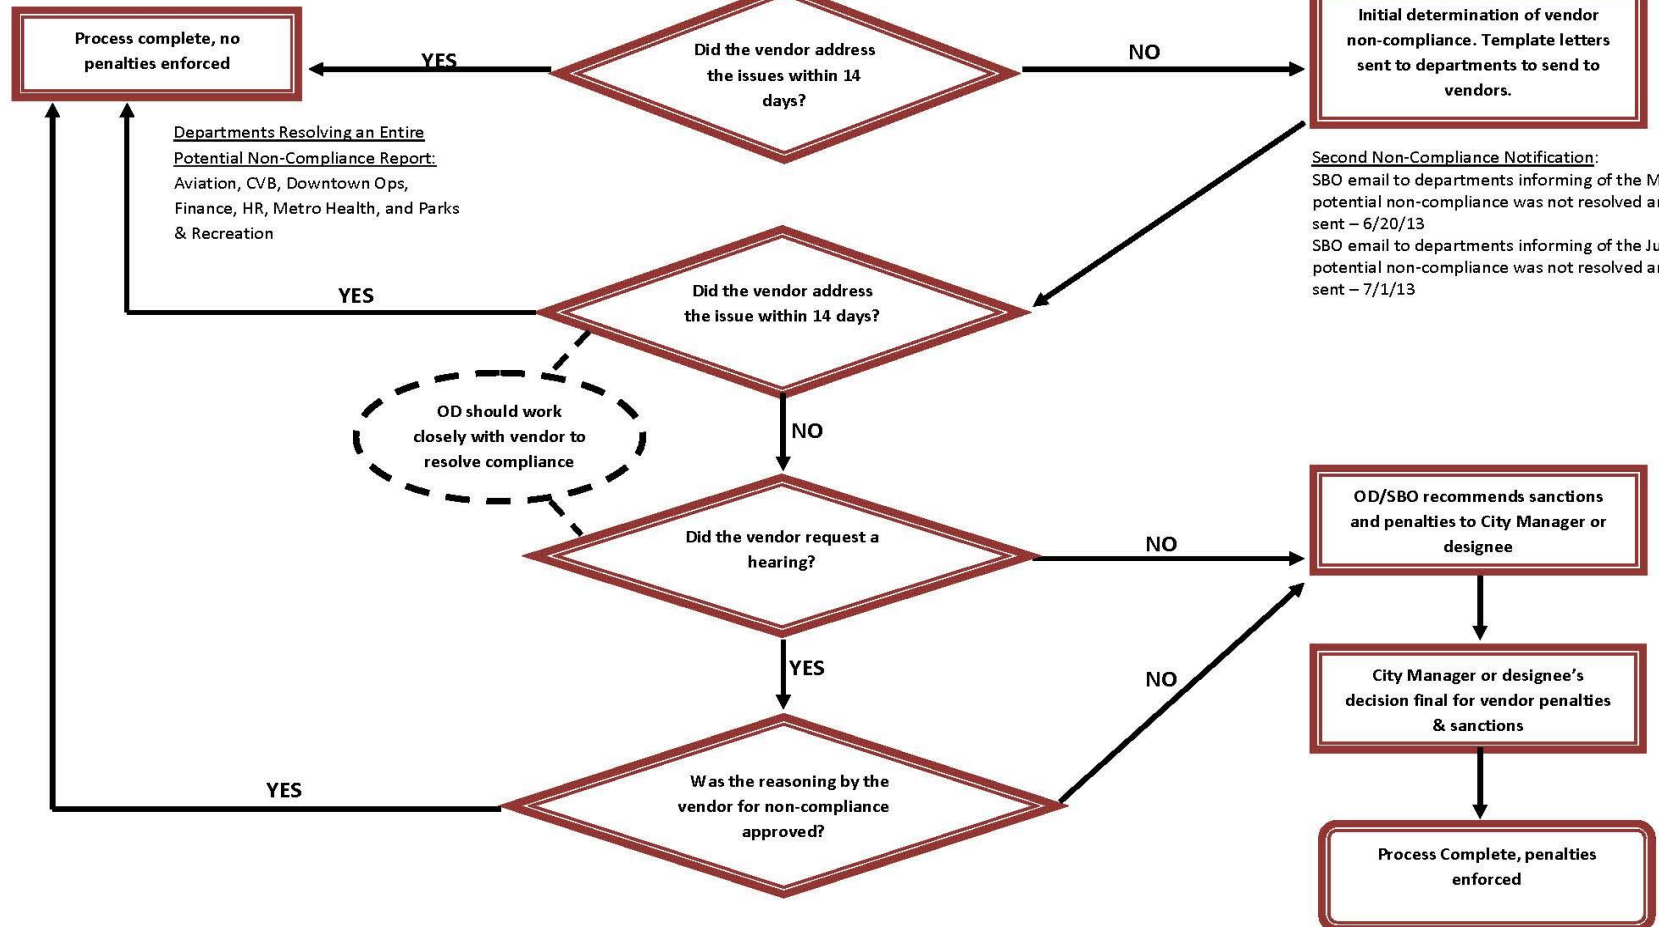 Process complete, no
penalties enforced
YES
Did the vendor address
the issues within 14
days?
NO
Initial determination of vendor
non-compliance. Template letters
sent to departments to send to
vendors.
Departments Resolving an Entire
Potential Non-Compliance Report:
Aviation, CVB, Downtown Ops,
Finance, HR, Metro Health, and Parks
& Recreation
Second Non-Compliance Notification:
SBO email to departments informing of the
potential non-compliance was not resolved
sent – 6/20/13
SBO email to departments informing of the
potential non-compliance was not resolved
sent – 7/1/13
YES
Did the vendor address
the issue within 14 days?
OD should work
closely with vendor to
resolve compliance
NO
Did the vendor request a
hearing?
NO
OD/SBO recommends sanctions
and penalties to City Manager or
designee
YES
NO
City Manager or designee’s
decision final for vendor penalties
& sanctions
YES
Was the reasoning by the
vendor for non-compliance
approved?
Process Complete, penalties
enforced